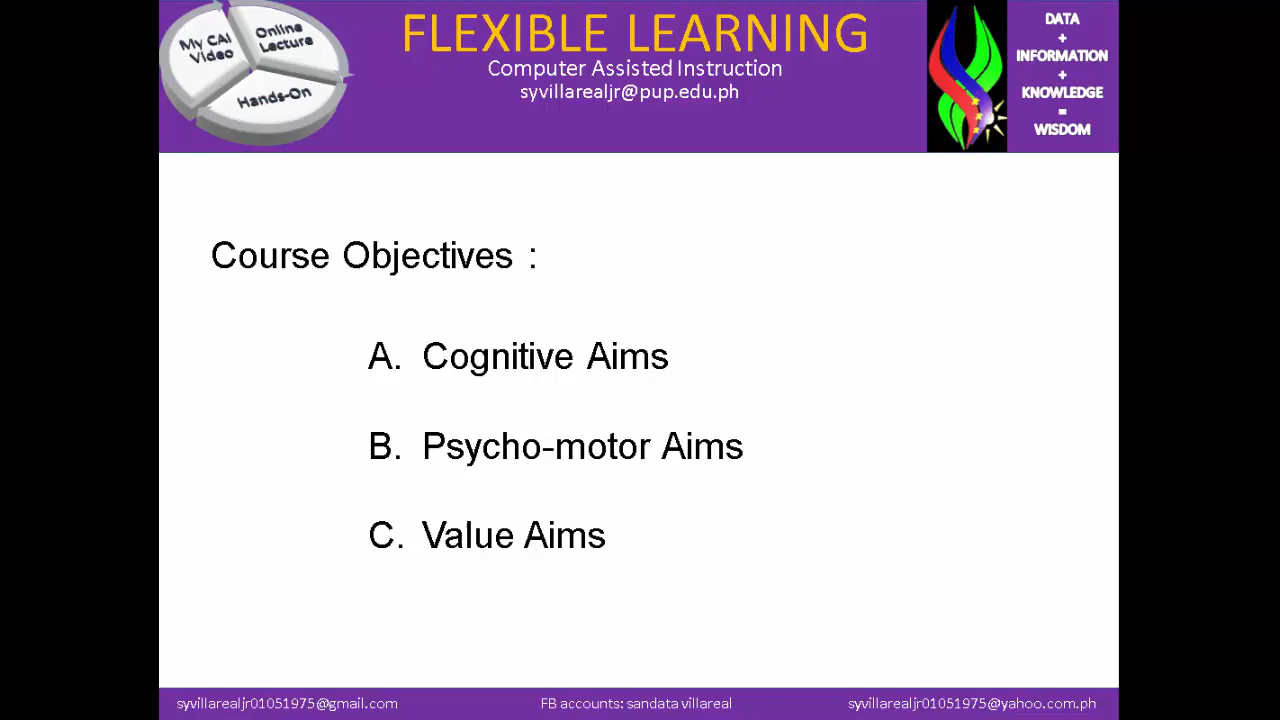 My CAI
Video
Online
Lecture
Hands-On
FLEXIBLE LEARNING
Computer Assisted Instruction
syvillarealjr@pup.edu.ph
DATA
+
INFORMATION
+
KNOWLEDGE
=
WISDOM
Course Objectives :
A. Cognitive Aims
B. Psycho-motor Aims
C. Value Aims
syvillarealjr01051975@gmail.com
FB accounts: sandata villareal
syvillarealjr01051975@yahoo.com.ph